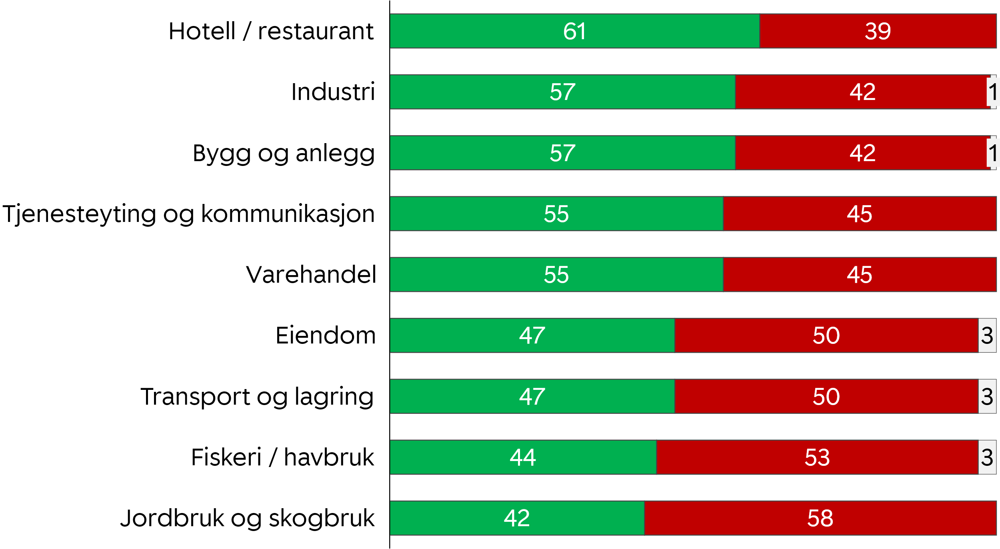 Hotell / restaurant 61 39
Industri 57 42 1
Bygg og anlegg 57 42 1
Tjenesteyting og kommunikasjon 55 45
Varehandel 55 45
Eiendom 47 50 3
Transport og lagring 47 50 3
Fiskeri / havbruk 44 53 3
Jordbruk og skogbruk 42 58